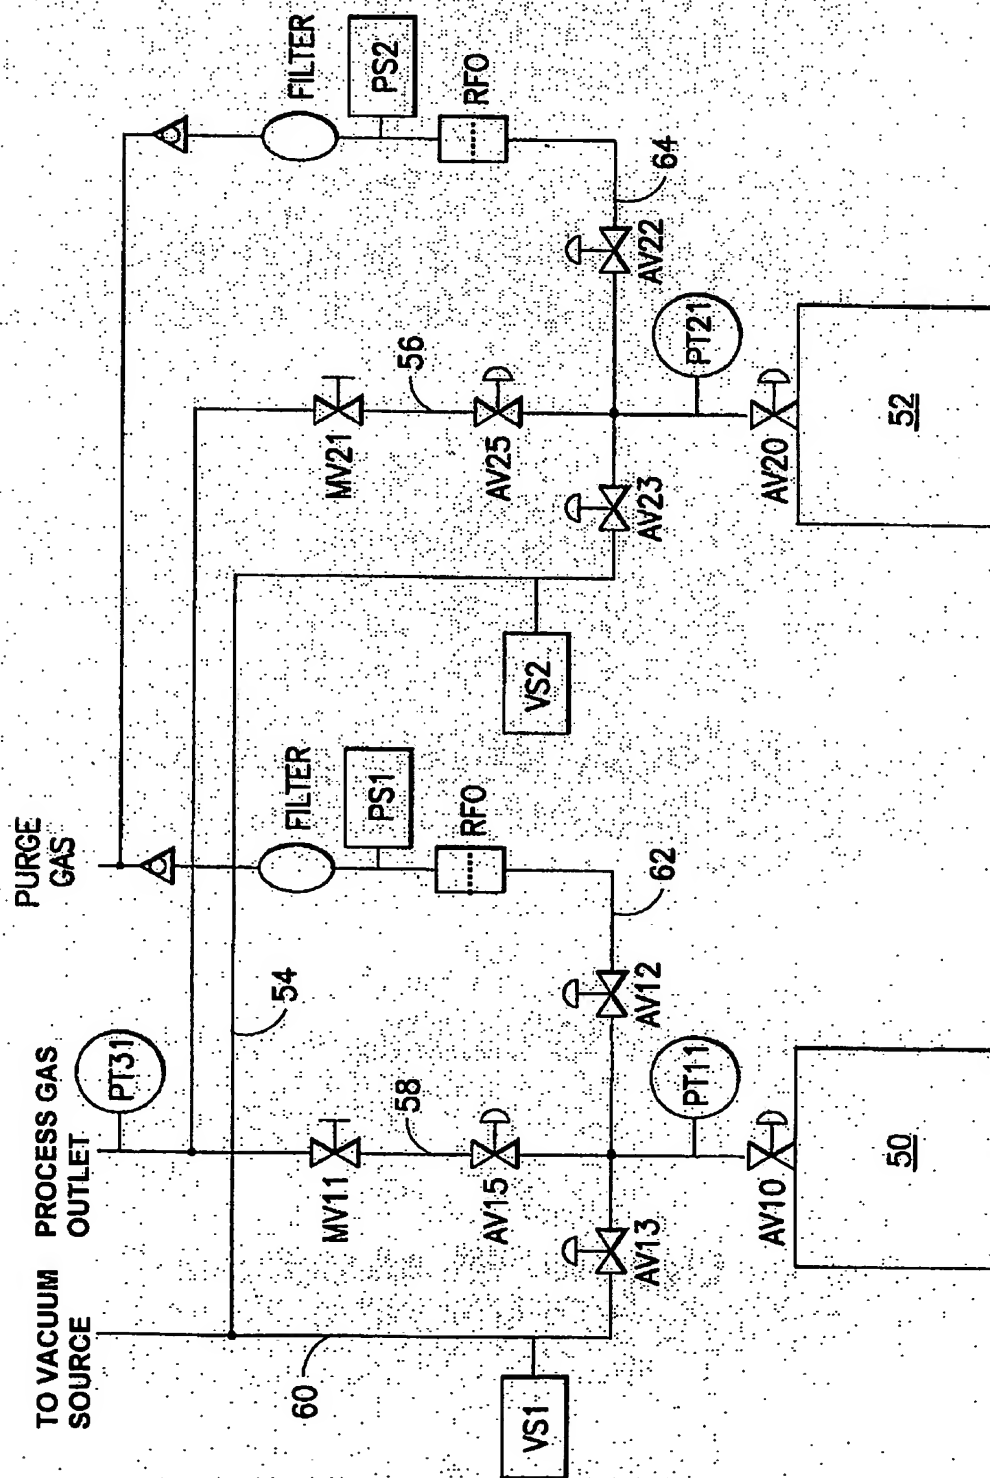 TO VACUUM
SOURCE
PROCESS GAS
OUTLET
PURGE
GAS
PT31
54
60
VS1
MV11
58
AV15
AV13
PT11
AV10
50
FILTER
PS1
RFO
62
AV12
VS2
MV21
56
AV25
AV23
PT21
AV20
52
FILTER
PS2
RFO
64
AV22